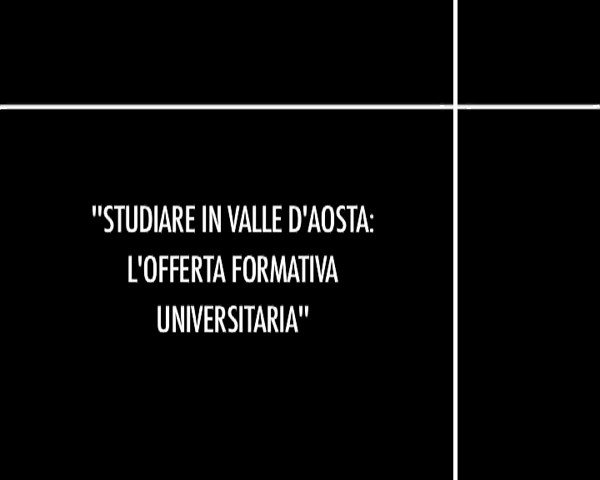 "STUDIARE IN VALLE D'AOSTA:
L'OFFERTA FORMATIVA
UNIVERSITARIA"